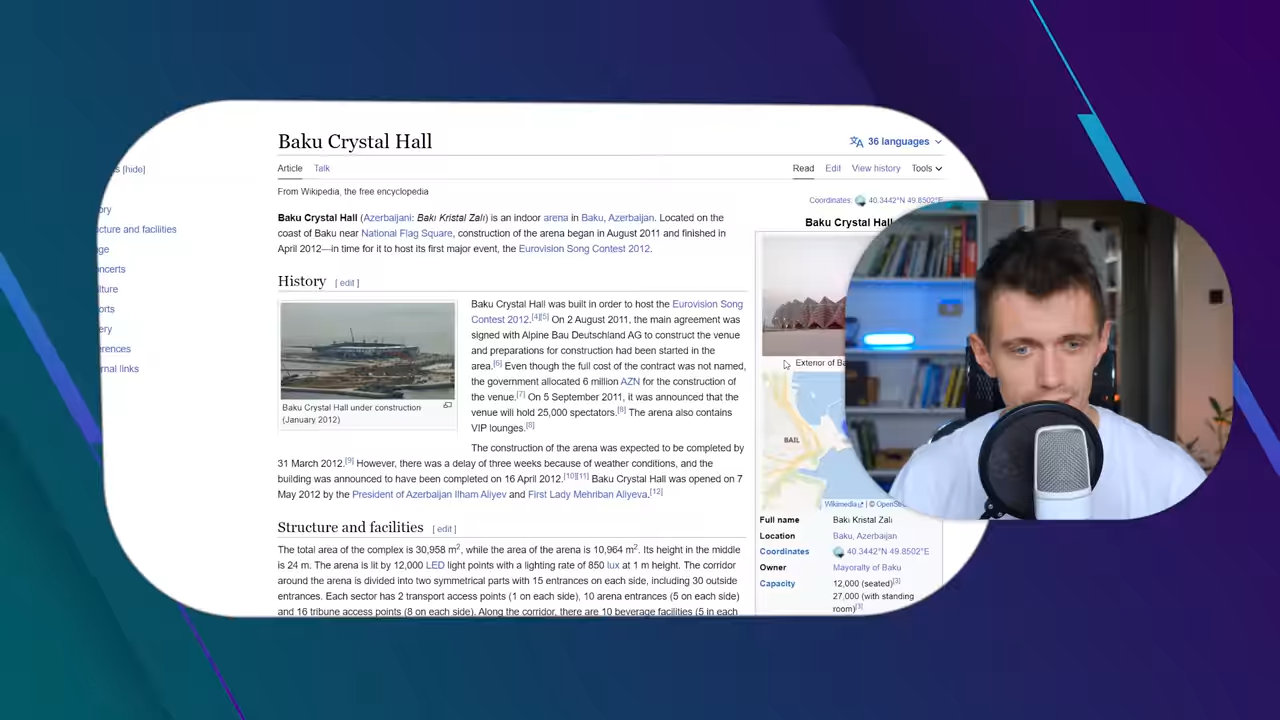 Baku Crystal Hall
36 languages
[hide]
Article Talk
Read Edit View history Tools
From Wikipedia, the free encyclopedia
Coordinates: 40.3442°N 49.8502°E
Baku Crystal Hall (Azerbaijani: Bakı Kristal Zalı) is an indoor arena in Baku, Azerbaijan. Located on the
coast of Baku near National Flag Square, construction of the arena began in August 2011 and finished in
April 2012—in time for it to host its first major event, the Eurovision Song Contest 2012.
Baku Crystal Hall
ucture and facilities
oncerts
rnal links
History [ edit ]
Baku Crystal Hall was built in order to host the Eurovision Song
Contest 2012.[4][5] On 2 August 2011, the main agreement was
signed with Alpine Bau Deutschland AG to construct the venue
and preparations for construction had been started in the
area.[6] Even though the full cost of the contract was not named,
the government allocated 6 million AZN for the construction of
the venue.[7] On 5 September 2011, it was announced that the
venue will hold 25,000 spectators.[8] The arena also contains
VIP lounges.[8]
Baku Crystal Hall under construction
(January 2012)
The construction of the arena was expected to be completed by
31 March 2012.[9] However, there was a delay of three weeks because of weather conditions, and the
building was announced to have been completed on 16 April 2012.[10][11] Baku Crystal Hall was opened on 7
May 2012 by the President of Azerbaijan Ilham Aliyev and First Lady Mehriban Aliyeva.[12]
Structure and facilities [ edit ]
The total area of the complex is 30,958 m2, while the area of the arena is 10,964 m2. Its height in the middle
is 24 m. The arena is lit by 12,000 LED light points with a lighting rate of 850 lux at 1 m height. The corridor
around the arena is divided into two symmetrical parts with 15 entrances on each side, including 30 outside
entrances. Each sector has 2 transport access points (1 on each side), 10 arena entrances (5 on each side)
and 16 tribune access points (8 on each side). Along the corridor, there are 10 beverage facilities (5 in each
Exterior of Ba
BAIL
Wikimedia | © OpenSt
Full name Bakı Kristal Zalı
Location Baku, Azerbaijan
Coordinates 40.3442°N 49.8502°E
Owner Mayoralty of Baku
Capacity 12,000 (seated)[3]
27,000 (with standing
room)[3]